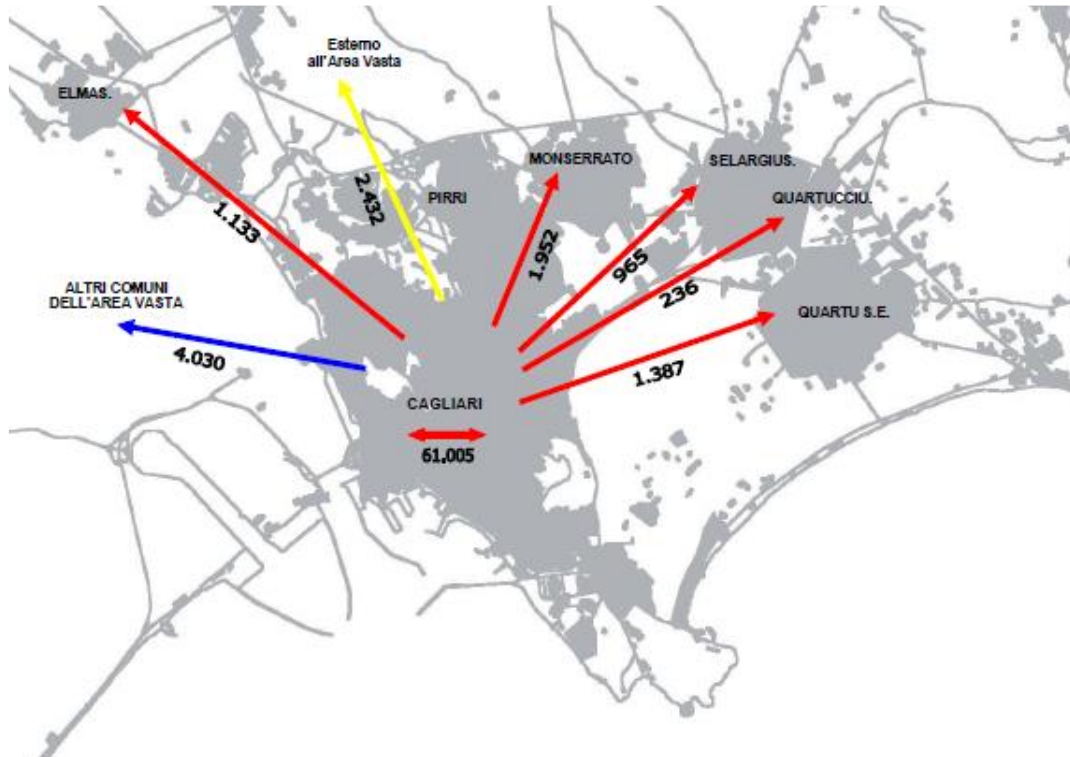 Esterno
all'Area Vasta
ELMAS.
MONSERRATO
SELARGIUS.
PIRRI
QUARTUCCIU.
2.432
1.133
1.952
965
236
ALTRI COMUNI
DELL'AREA VASTA
QUARTU S.E.
4.030
1.387
CAGLIARI
61.005